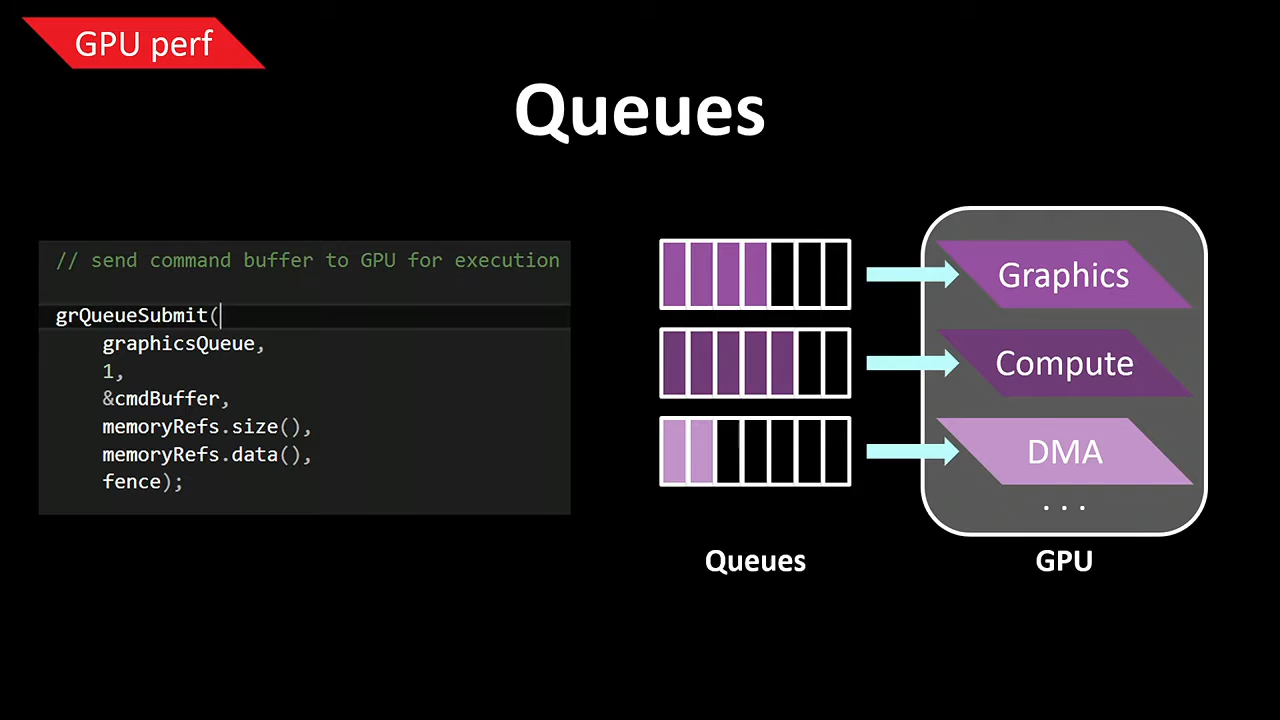 GPU perf
Queues
// send command buffer to GPU for execution
grQueueSubmit(
graphicsQueue,
1,
&cmdBuffer,
memoryRefs.size(),
memoryRefs.data(),
fence);
Graphics
Compute
DMA
. . .
Queues
GPU